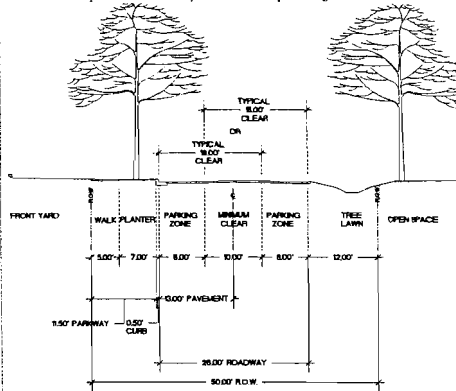 TYPICAL
18.00'
CLEAR
OR
TYPICAL
18.00'
CLEAR
R.O.W.
R.O.W.
FRONT YARD
WALK
PLANTER
PARKING
ZONE
MINIMUM
CLEAR
PARKING
ZONE
TREE
LAWN
OPEN SPACE
5.00'
7.00'
8.00'
10.00'
8.00'
12.00'
13.00' PAVEMENT
11.50' PARKWAY
0.50'
CURB
26.00' ROADWAY
50.00' R.O.W.